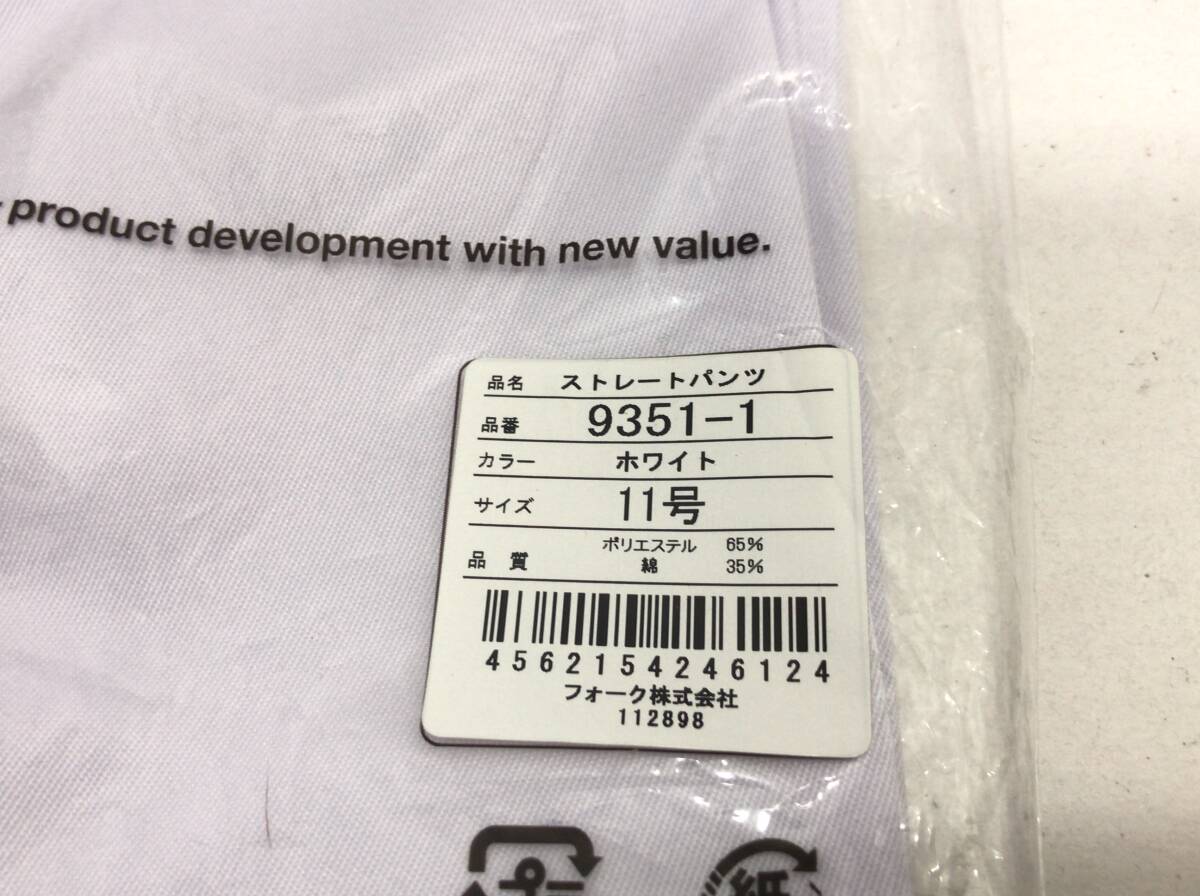 product development with new value.
品名 ストレートパンツ
品番 9351-1
カラー ホワイト
サイズ 11号
品質 ポリエステル 65%
綿 35%
4562154246124
フォーク株式会社
112898
紙